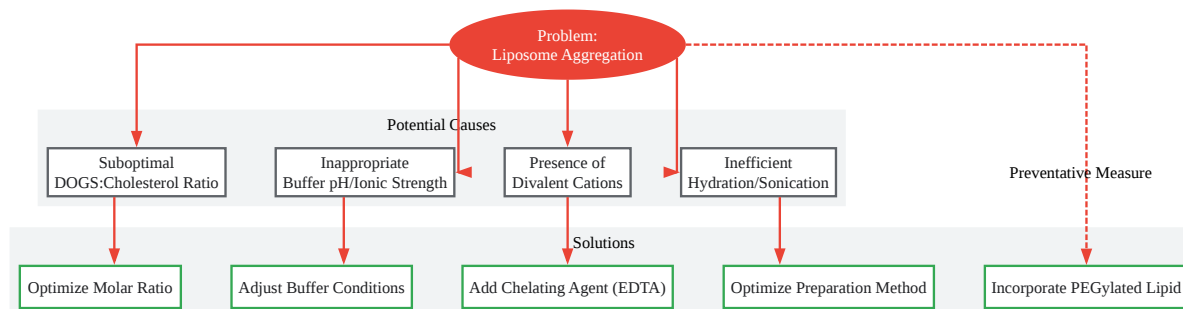 Problem:
Liposome Aggregation
Potential Causes
Suboptimal
DOGS:Cholesterol Ratio
Inappropriate
Buffer pH/Ionic Strength
Presence of
Divalent Cations
Inefficient
Hydration/Sonication
Preventative Measure
Solutions
Optimize Molar Ratio
Adjust Buffer Conditions
Add Chelating Agent (EDTA)
Optimize Preparation Method
Incorporate PEGylated Lipid